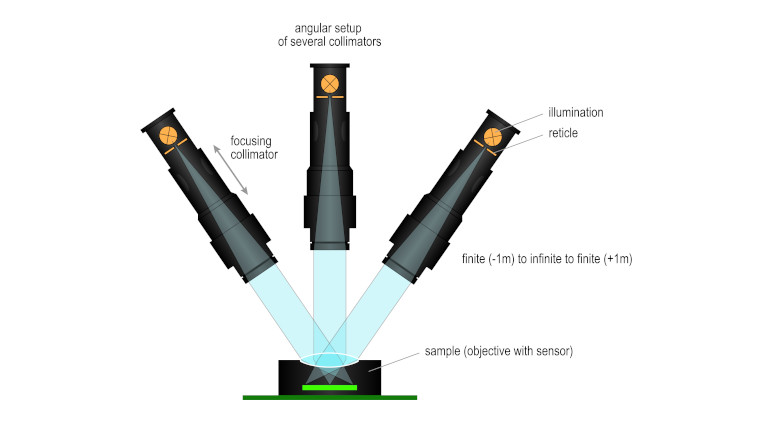 angular setup
of several collimators
focusing
collimator
illumination
reticle
finite (-1m) to infinite to finite (+1m)
sample (objective with sensor)